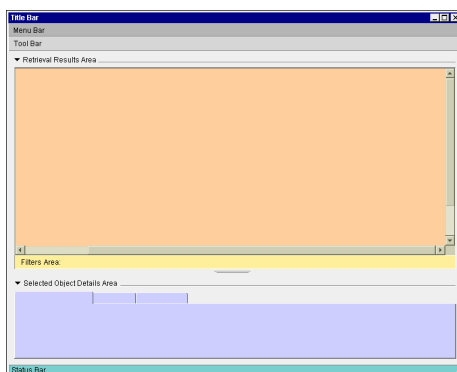 Title Bar
Menu Bar
Tool Bar
Retrieval Results Area
Filters Area:
Selected Object Details Area
Status Bar